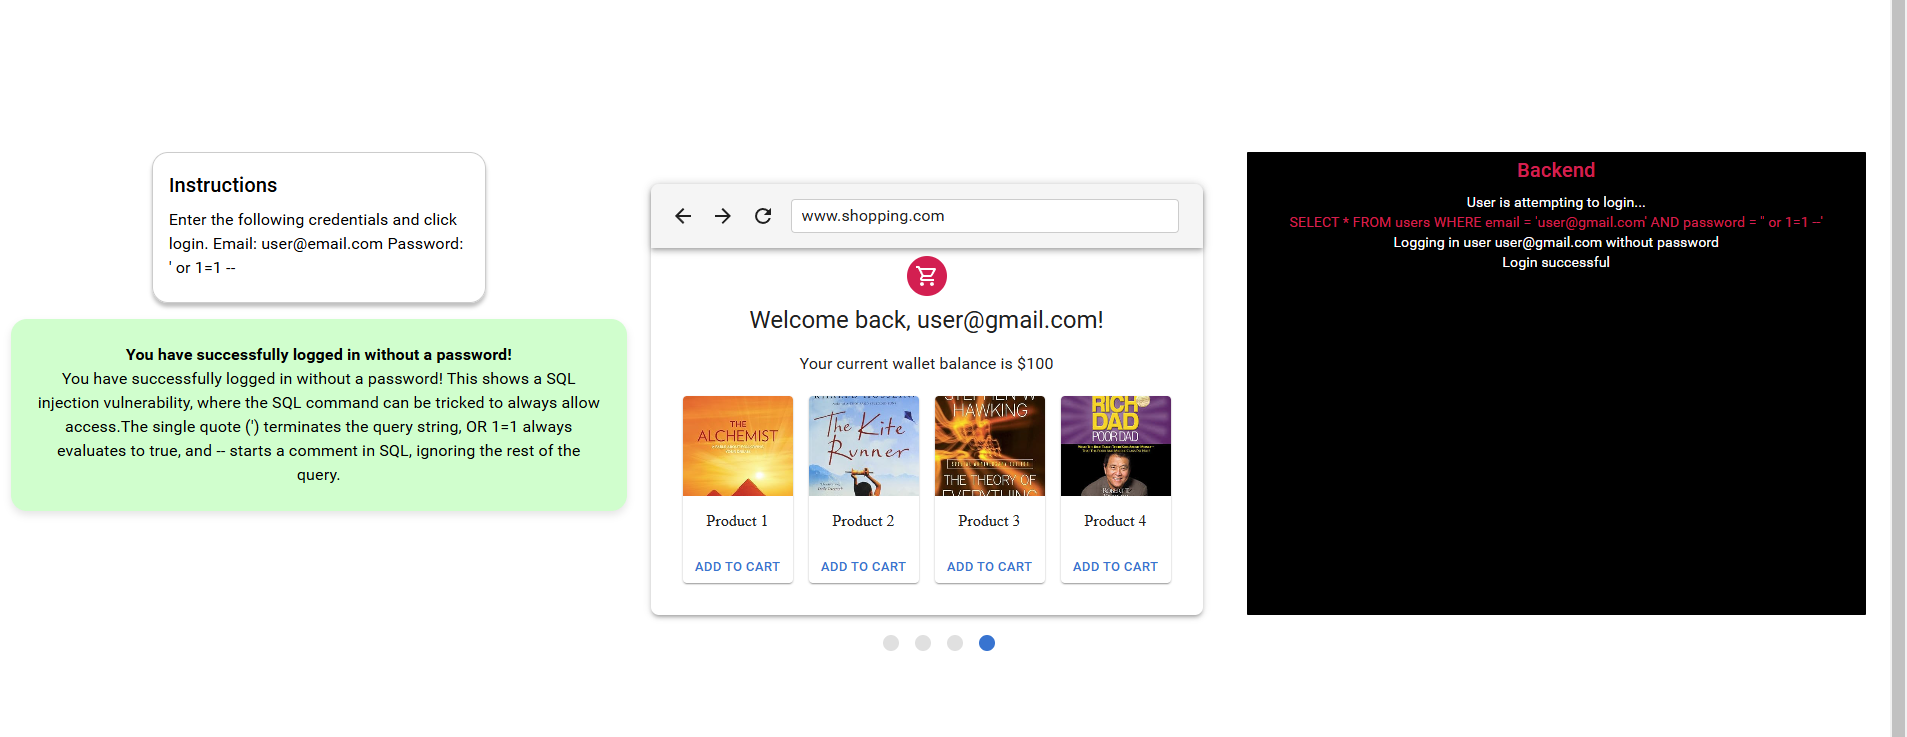 Instructions
Enter the following credentials and click
login. Email: user@email.com Password:
' or 1=1 --
You have successfully logged in without a password!
You have successfully logged in without a password! This shows a SQL
injection vulnerability, where the SQL command can be tricked to always allow
access.The single quote (') terminates the query string, OR 1=1 always
evaluates to true, and -- starts a comment in SQL, ignoring the rest of the
query.
www.shopping.com
Welcome back, user@gmail.com!
Your current wallet balance is $100
THE
ALCHEMIST
The Kite
Runner
STEPHEN W.
HAWKING
THE THEORY OF
EVERYTHING
RICH
DAD
POOR DAD
Product 1
Product 2
Product 3
Product 4
ADD TO CART
ADD TO CART
ADD TO CART
ADD TO CART
Backend
User is attempting to login...
SELECT * FROM users WHERE email = 'user@gmail.com' AND password = '' or 1=1 --'
Logging in user user@gmail.com without password
Login successful